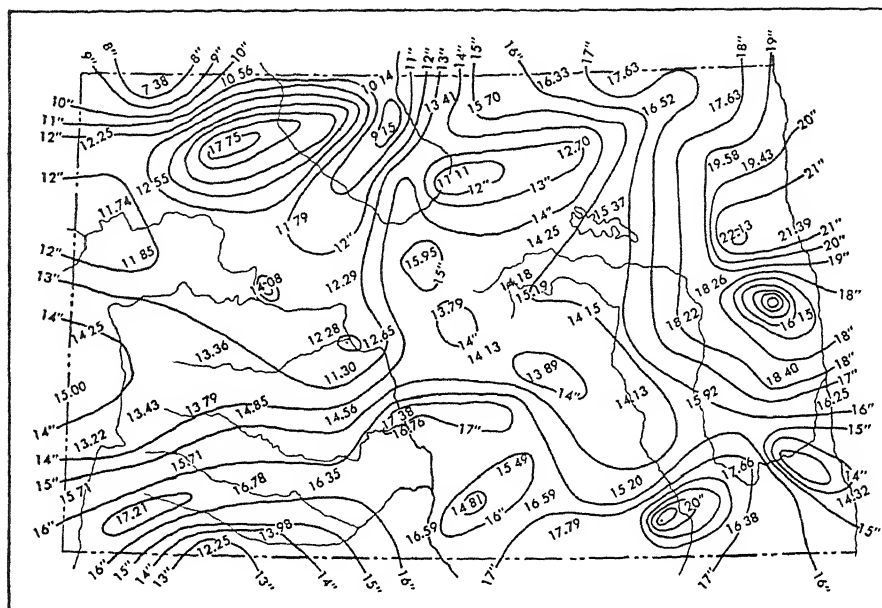 8" 9" 10" 11" 12" 13" 14" 15" 16" 17" 18" 19"
9" 8" 7.38 10.56 10.14 13.41 15.70 16.33 17.63 16.52 17.63
10"
11"
12" 12.25 17.75 9.15 11.11 12" 12.70 19.58 19.43 20"
12" 12.55 13" 21"
11.74 11.79 12" 14" 15.37 22.13 21.39 21"
12" 11.85 15.95 15" 14.25 20"
13" 14.08 12.29 14.18 15.19 18.26 19"
14" 14.25 12.28 12.65 13.79 14" 14.13 14.15 18.22 16.15 18"
13.36 11.30 13.89 14" 18"
15.00 18.40 18" 17"
14" 13.22 13.43 13.79 14.85 14.56 17.38 16.76 17" 14.13 15.92 16.25 16"
14" 15"
15" 15.71 15.71 16.78 16.35 15.49 15.20 17.66 14" 14.32
16" 17.21 14.81 16" 16.59 20" 15"
16" 15" 14" 13" 12.25 13.98 13" 14" 15" 16" 16.59 17" 17.79 16.38 17" 16"